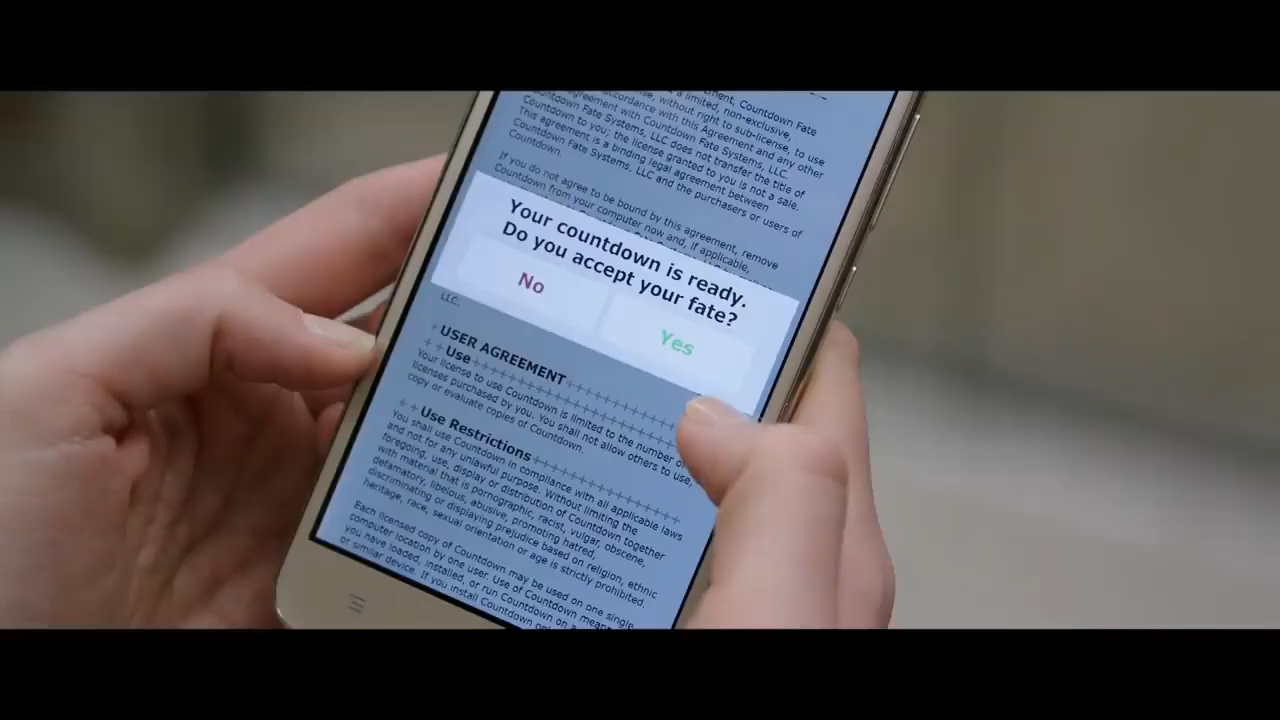 ment, Countdown Fate
a limited, non-exclusive,
se, without right to sub-license, to use
accordance with this Agreement and any other
Agreement with Countdown Fate Systems, LLC.
Countdown Fate Systems, LLC does not transfer the title of
Countdown to you; the license granted to you is not a sale.
This agreement is a binding legal agreement between
Countdown Fate Systems, LLC and the purchasers or users of
Countdown.
If you do not agree to be bound by this agreement, remove
Countdown from your computer now and, if applicable,
Your countdown is ready.
Do you accept your fate?
No
Yes
LLC.
+ USER AGREEMENT ++++++++++++++
+ + Use ++++++++++++++++++++++
Your license to use Countdown is limited to the number of
licenses purchased by you. You shall not allow others to use,
copy or evaluate copies of Countdown.
+ + Use Restrictions ++++++++++++++++++
You shall use Countdown in compliance with all applicable laws
and not for any unlawful purpose. Without limiting the
foregoing, use, display or distribution of Countdown together
with material that is pornographic, racist, vulgar, obscene,
defamatory, libelous, abusive, promoting hatred,
discriminating or displaying prejudice based on religion, ethnic
heritage, race, sexual orientation or age is strictly prohibited.
Each licensed copy of Countdown may be used on one single
computer location by one user. Use of Countdown means
you have loaded, installed, or run Countdown on a
or similar device. If you install Countdown on